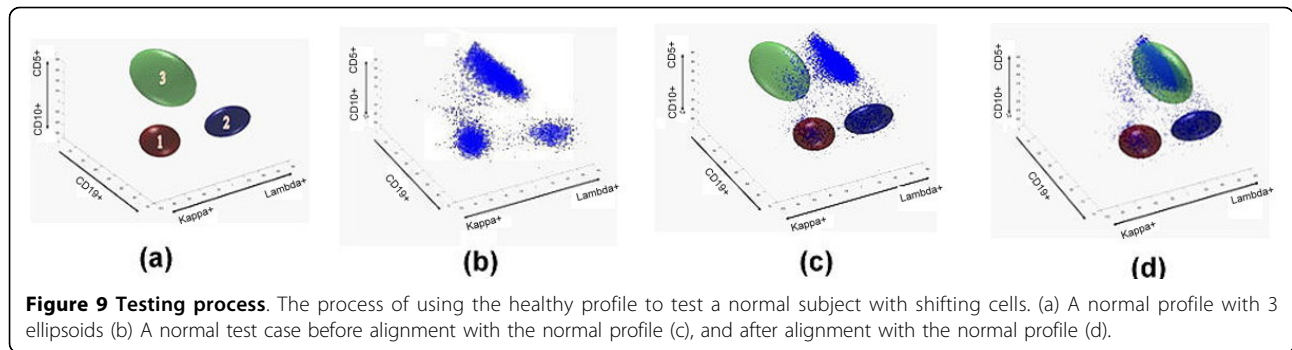 CD5+
CD10+
CD19+
Kappa+
Lambda+
3
2
1
(a)
CD5+
CD10+
CD19+
Kappa+
Lambda+
(b)
CD5+
CD10+
CD19+
Kappa+
Lambda+
(c)
CD5+
CD10+
CD19+
Kappa+
Lambda+
(d)
Figure 9 Testing process. The process of using the healthy profile to test a normal subject with shifting cells. (a) A normal profile with 3
ellipsoids (b) A normal test case before alignment with the normal profile (c), and after alignment with the normal profile (d).